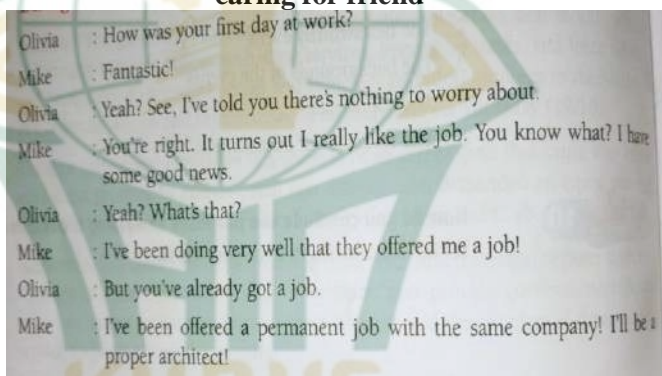 caring for friend
Olivia : How was your first day at work?
Mike : Fantastic!
Olivia : Yeah? See, I've told you there's nothing to worry about.
Mike : You're right. It turns out I really like the job. You know what? I have
some good news.
Olivia : Yeah? What's that?
Mike : I've been doing very well that they offered me a job!
Olivia : But you've already got a job.
Mike : I've been offered a permanent job with the same company! I'll be a
proper architect!